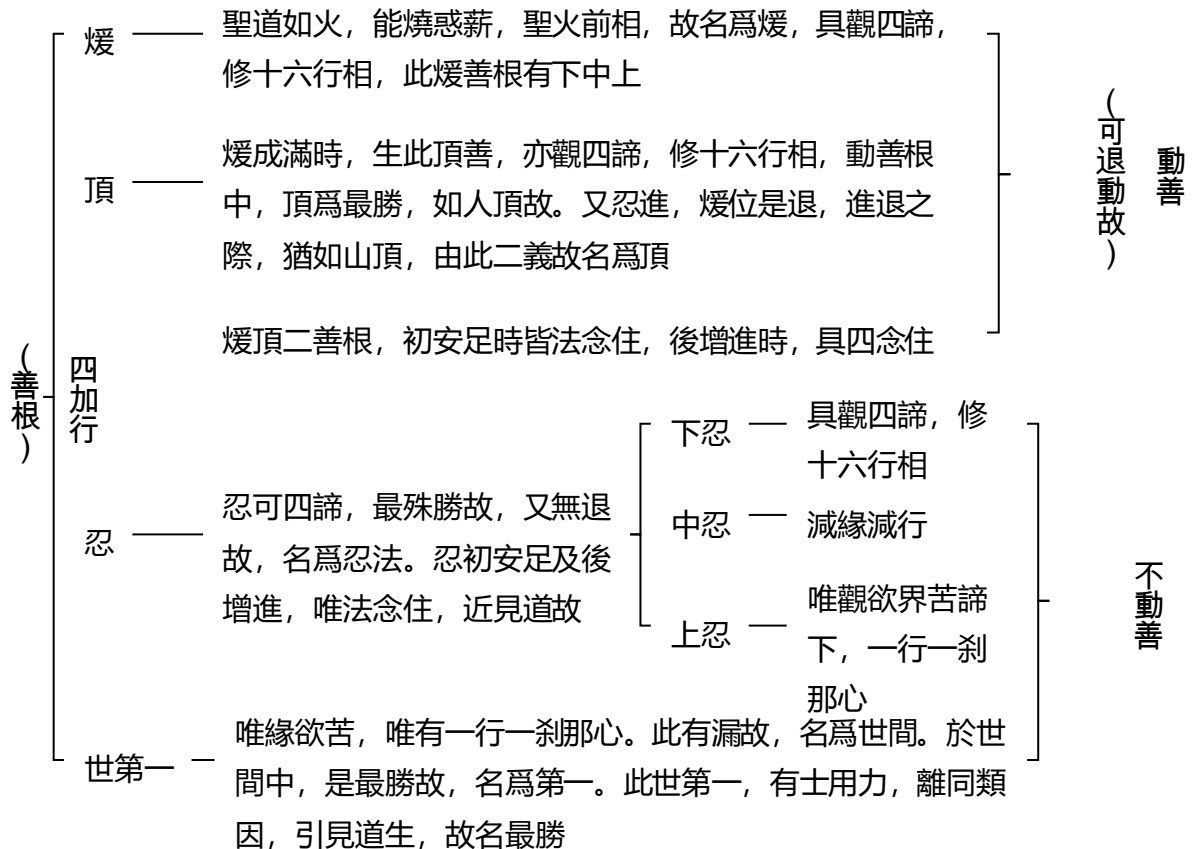 四加行
(善根)
煖
聖道如火，能燒惑薪，聖火前相，故名爲煖，具觀四諦，
修十六行相，此煖善根有下中上
頂
煖成滿時，生此頂善，亦觀四諦，修十六行相，動善根
中，頂爲最勝，如人頂故。又忍進，煖位是退，進退之
際，猶如山頂，由此二義故名爲頂
煖頂二善根，初安足時皆法念住，後增進時，具四念住
動善
(可退動故)
忍
忍可四諦，最殊勝故，又無退
故，名爲忍法。忍初安足及後
增進，唯法念住，近見道故
下忍
具觀四諦，修
十六行相
中忍
減緣減行
上忍
唯觀欲界苦諦
下，一行一刹
那心
世第一
唯緣欲苦，唯有一行一刹那心。此有漏故，名爲世間。於世
間中，是最勝故，名爲第一。此世第一，有士用力，離同類
因，引見道生，故名最勝
不動善